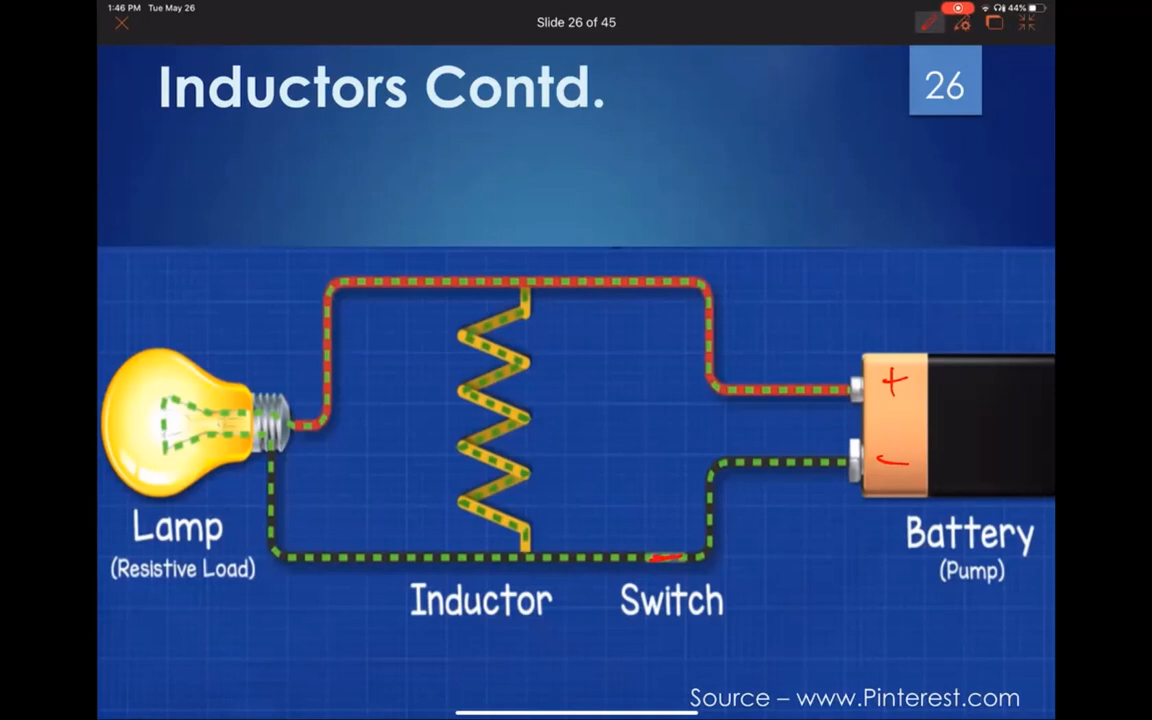 1:46 PM Tue May 26
44%
Slide 26 of 45
Inductors Contd.
26
+
−
Lamp
(Resistive Load)
Inductor
Switch
Battery
(Pump)
Source – www.Pinterest.com